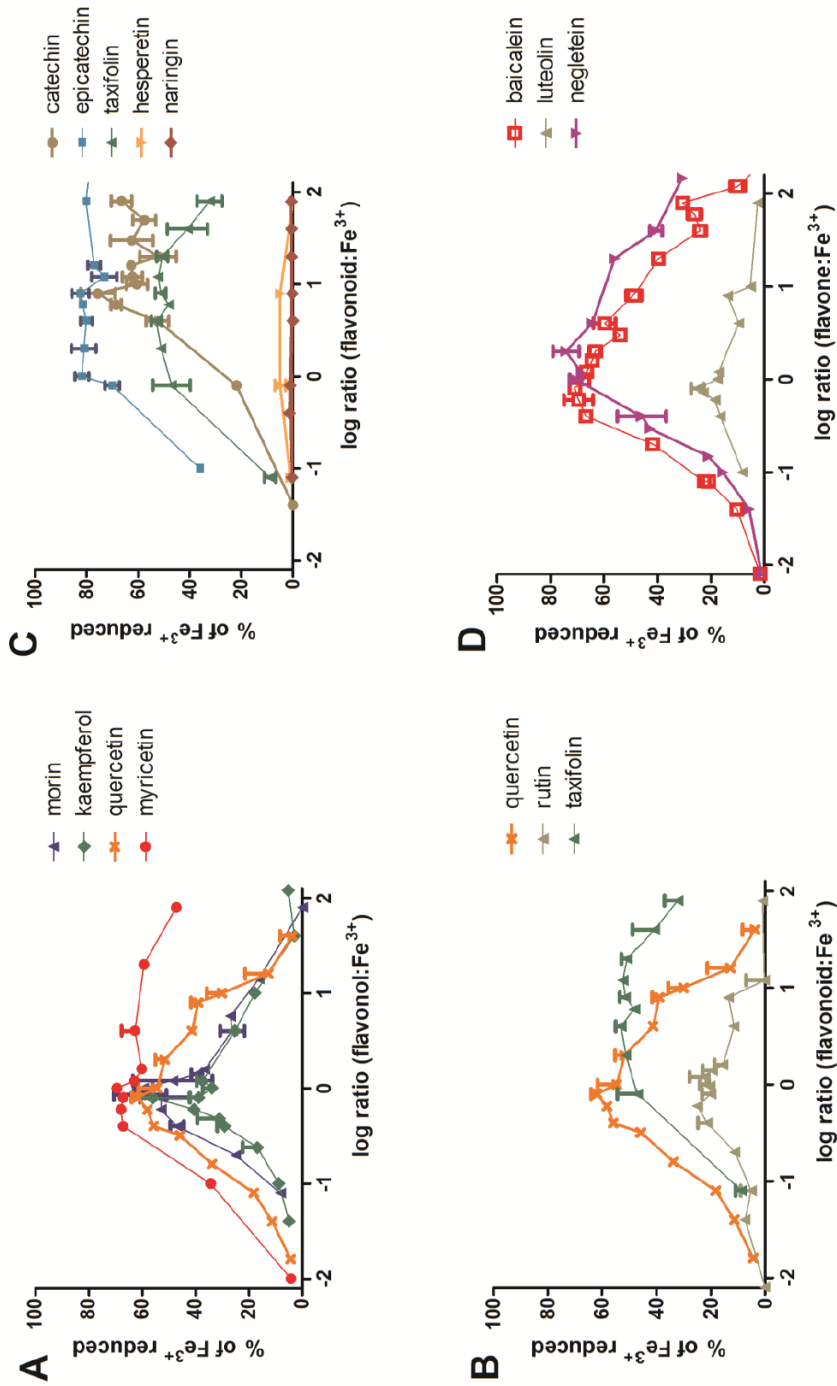 A
% of Fe3+ reduced
100
80
60
40
20
0
-2
-1
0
1
2
log ratio (flavonol:Fe3+)
morin
kaempferol
quercetin
myricetin
C
% of Fe3+ reduced
100
80
60
40
20
0
-2
-1
0
1
2
log ratio (flavonoid:Fe3+)
catechin
epicatechin
taxifolin
hesperetin
naringin
B
% of Fe3+ reduced
100
80
60
40
20
0
-2
-1
0
1
2
log ratio (flavonoid:Fe3+)
quercetin
rutin
taxifolin
D
% of Fe3+ reduced
100
80
60
40
20
0
-2
-1
0
1
2
log ratio (flavone:Fe3+)
baicalein
luteolin
negletein